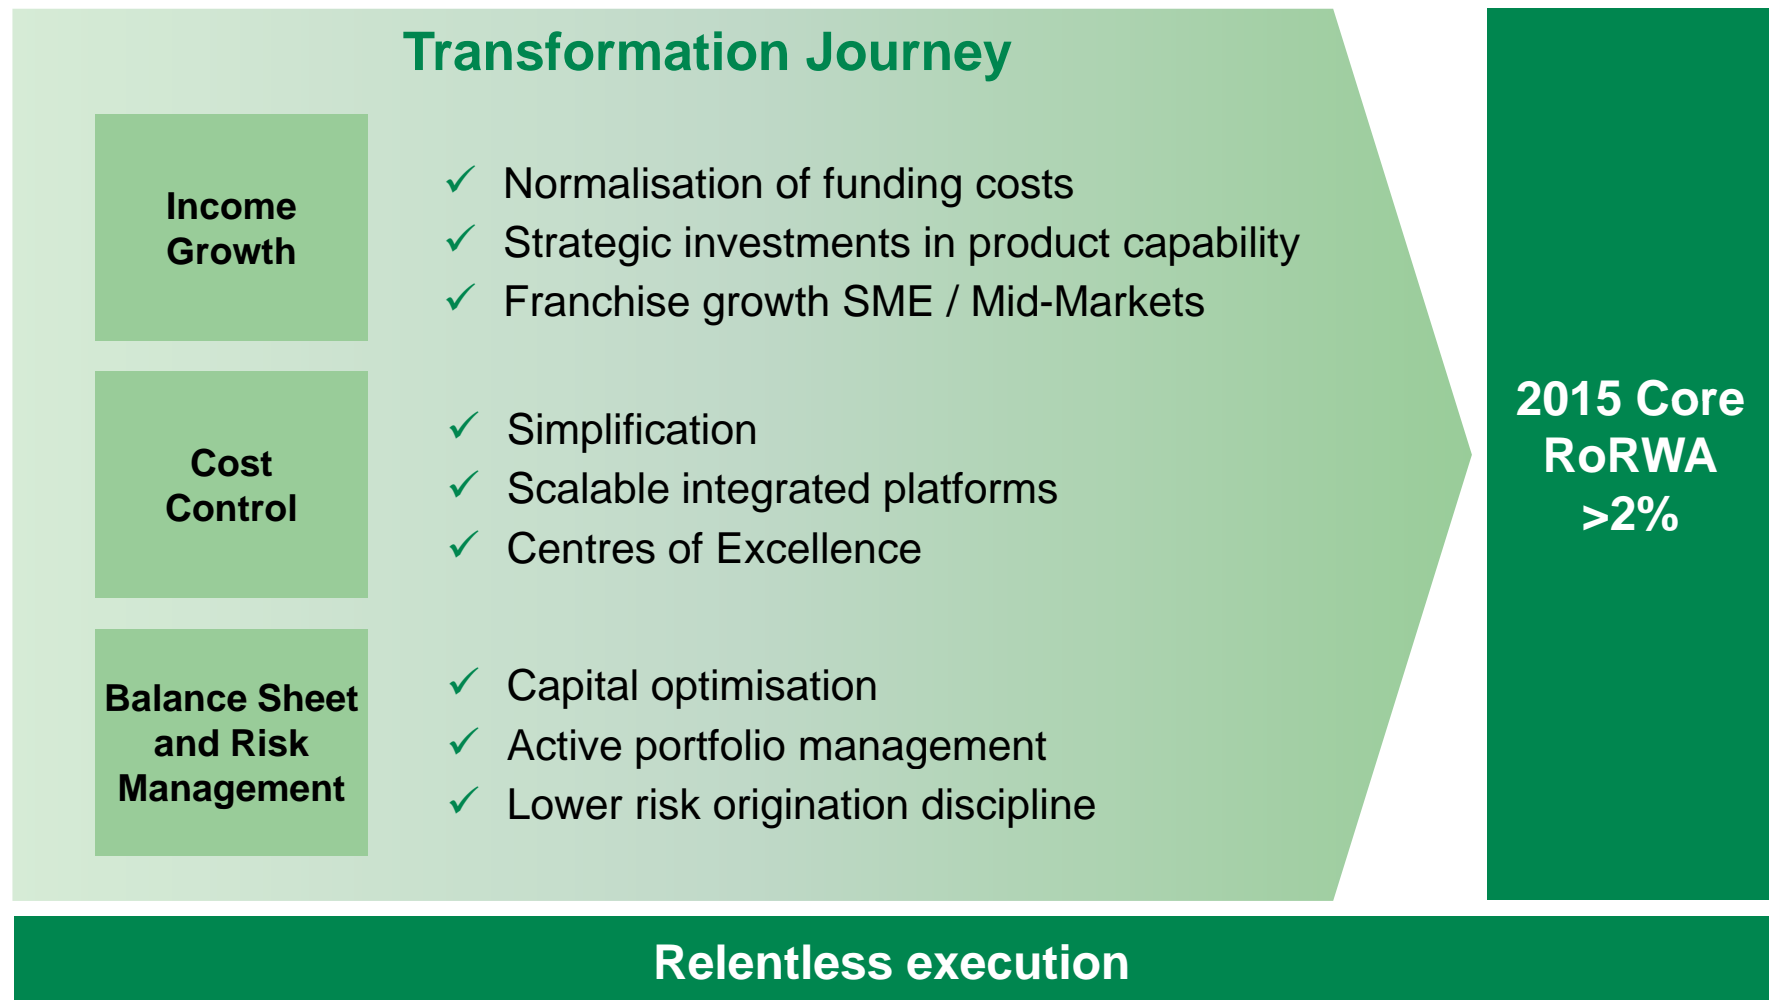 Transformation Journey
Income
Growth
✓ Normalisation of funding costs
✓ Strategic investments in product capability
✓ Franchise growth SME / Mid-Markets
Cost
Control
✓ Simplification
✓ Scalable integrated platforms
✓ Centres of Excellence
Balance Sheet
and Risk
Management
✓ Capital optimisation
✓ Active portfolio management
✓ Lower risk origination discipline
2015 Core
RoRWA
>2%
Relentless execution